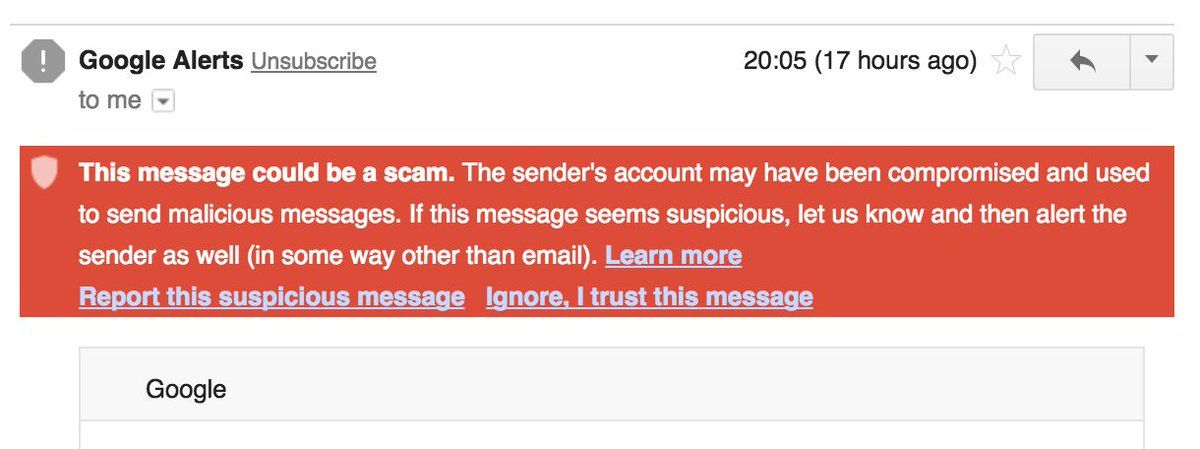 Google Alerts Unsubscribe 20:05 (17 hours ago)
to me
This message could be a scam. The sender's account may have been compromised and used
to send malicious messages. If this message seems suspicious, let us know and then alert the
sender as well (in some way other than email). Learn more
Report this suspicious message Ignore, I trust this message
Google